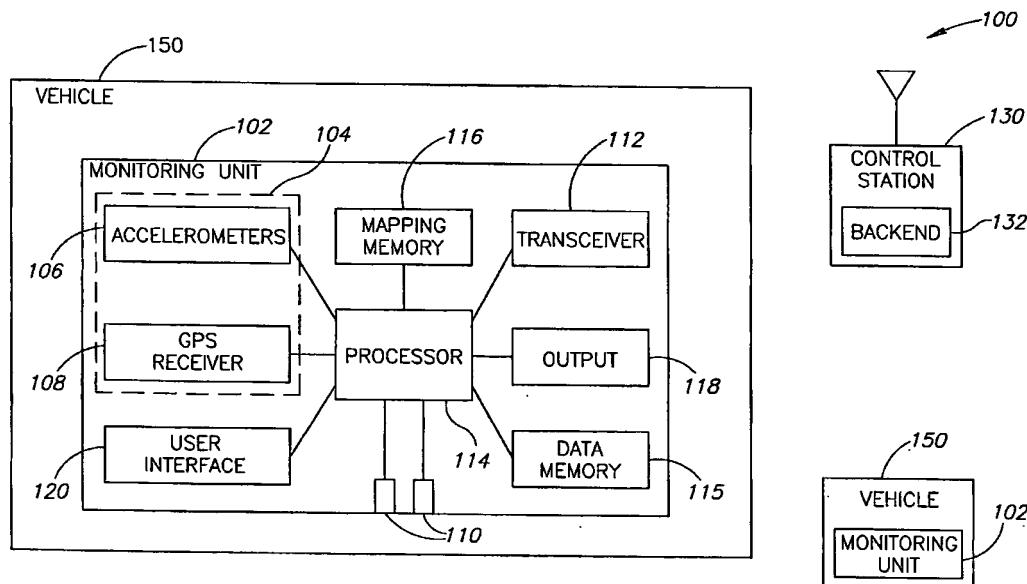 100
150
VEHICLE
130
CONTROL
STATION
BACKEND
132
102
104
116
112
MONITORING UNIT
ACCELEROMETERS
106
MAPPING
MEMORY
TRANSCEIVER
GPS
RECEIVER
108
PROCESSOR
OUTPUT
118
USER
INTERFACE
120
114
DATA
MEMORY
115
110
150
VEHICLE
102
MONITORING
UNIT